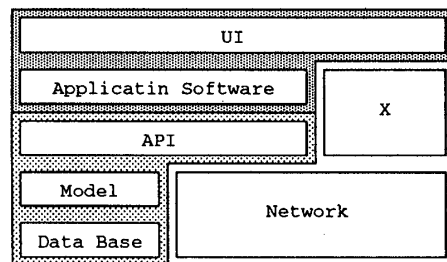 UI
Applicatin Software
X
API
Model
Network
Data Base